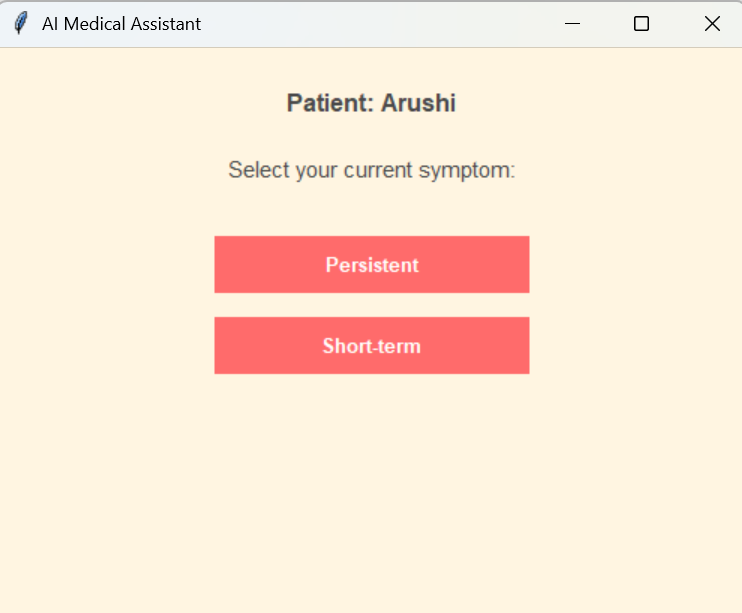 AI Medical Assistant
Patient: Arushi
Select your current symptom:
Persistent
Short-term